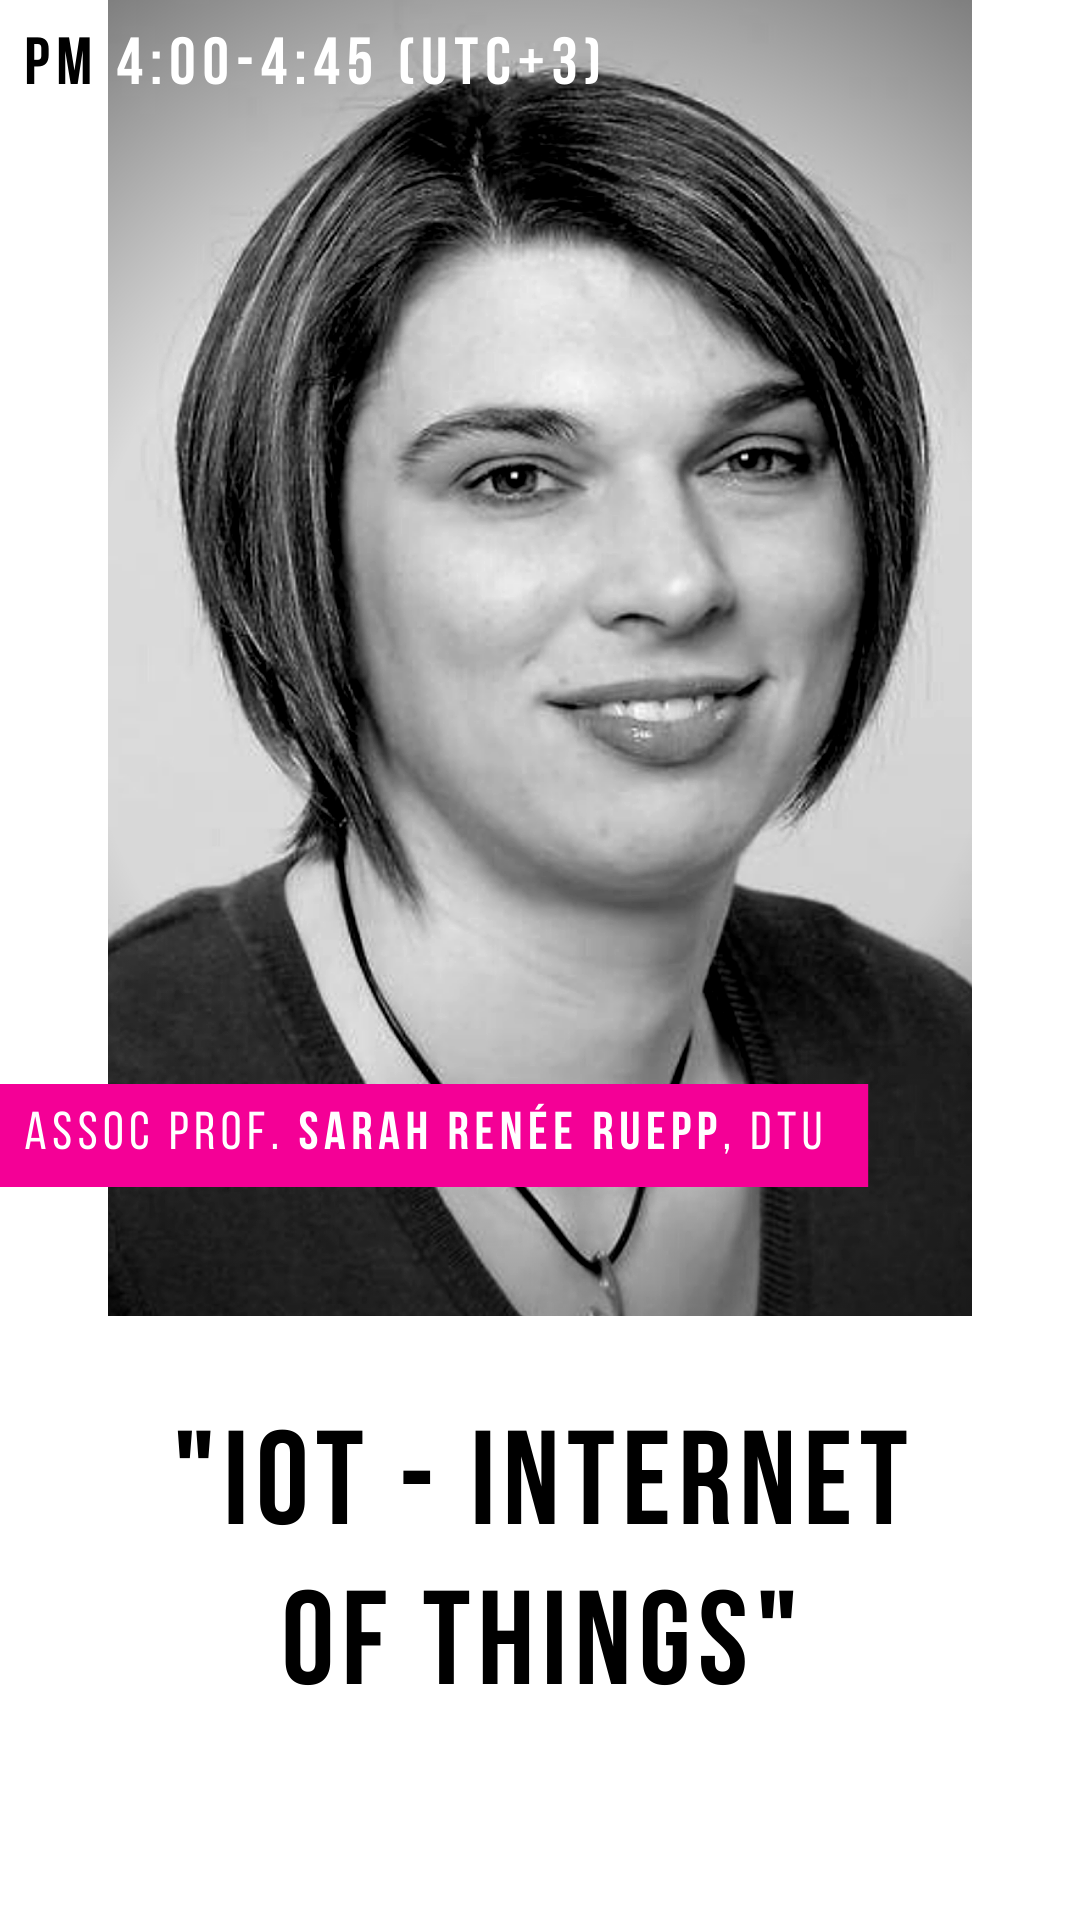 PM 4:00-4:45 (UTC+3)
ASSOC PROF. SARAH RENÉE RUEPP, DTU
"IOT - INTERNET
OF THINGS"